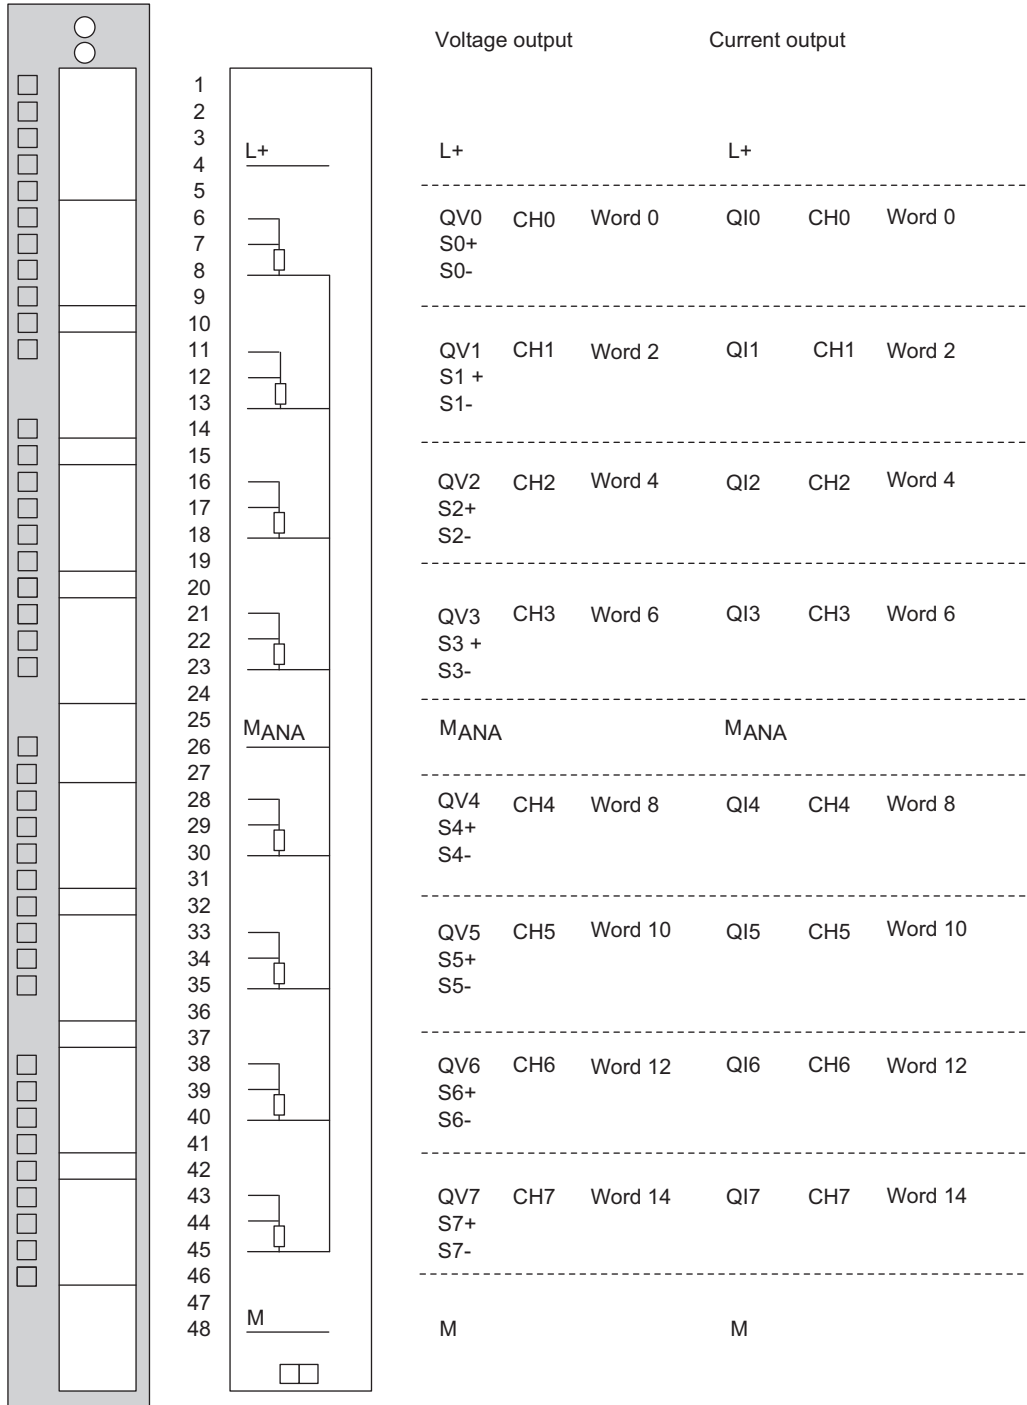 Voltage output Current output
1
2
3
L+ L+ L+
4
5
6 QV0 CH0 Word 0 QI0 CH0 Word 0
7 S0+
8 S0-
9
10
11 QV1 CH1 Word 2 QI1 CH1 Word 2
12 S1 +
13 S1-
14
15
16 QV2 CH2 Word 4 QI2 CH2 Word 4
17 S2+
18 S2-
19
20
21 QV3 CH3 Word 6 QI3 CH3 Word 6
22 S3 +
23 S3-
24
25
MANA MANA MANA
26
27
28 QV4 CH4 Word 8 QI4 CH4 Word 8
29 S4+
30 S4-
31
32
33 QV5 CH5 Word 10 QI5 CH5 Word 10
34 S5+
35 S5-
36
37
38 QV6 CH6 Word 12 QI6 CH6 Word 12
39 S6+
40 S6-
41
42
43 QV7 CH7 Word 14 QI7 CH7 Word 14
44 S7+
45 S7-
46
47
48 M M M